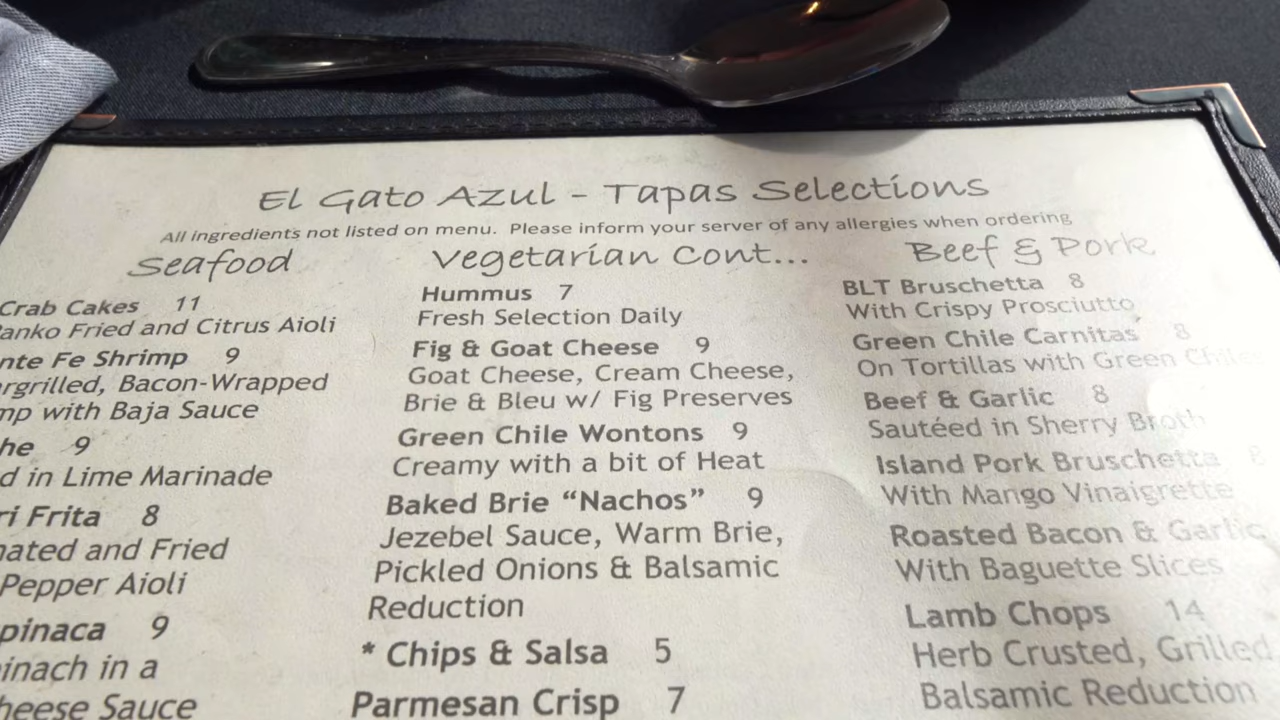 El Gato Azul - Tapas Selections
All ingredients not listed on menu. Please inform your server of any allergies when ordering
Seafood
Crab Cakes 11
Panko Fried and Citrus Aioli
Fe Shrimp 9
Bacon-Wrapped
with Baja Sauce
9
in Lime Marinade
Frita 8
and Fried
Pepper Aioli
9
in a
Sauce
Vegetarian Cont...
Hummus 7
Fresh Selection Daily
Fig & Goat Cheese 9
Goat Cheese, Cream Cheese,
Brie & Bleu w/ Fig Preserves
Green Chile Wontons 9
Creamy with a bit of Heat
Baked Brie “Nachos” 9
Jezebel Sauce, Warm Brie,
Pickled Onions & Balsamic
Reduction
* Chips & Salsa 5
Parmesan Crisp 7
Beef & Pork
BLT Bruschetta 8
With Crispy Prosciutto
Green Chile Carnitas 8
On Tortillas with Green Chiles
Beef & Garlic 8
Sautéed in Sherry Broth
Island Pork Bruschetta 8
With Mango Vinaigrette
Roasted Bacon & Garlic
With Baguette Slices
Lamb Chops 14
Herb Crusted, Grilled,
Balsamic Reduction